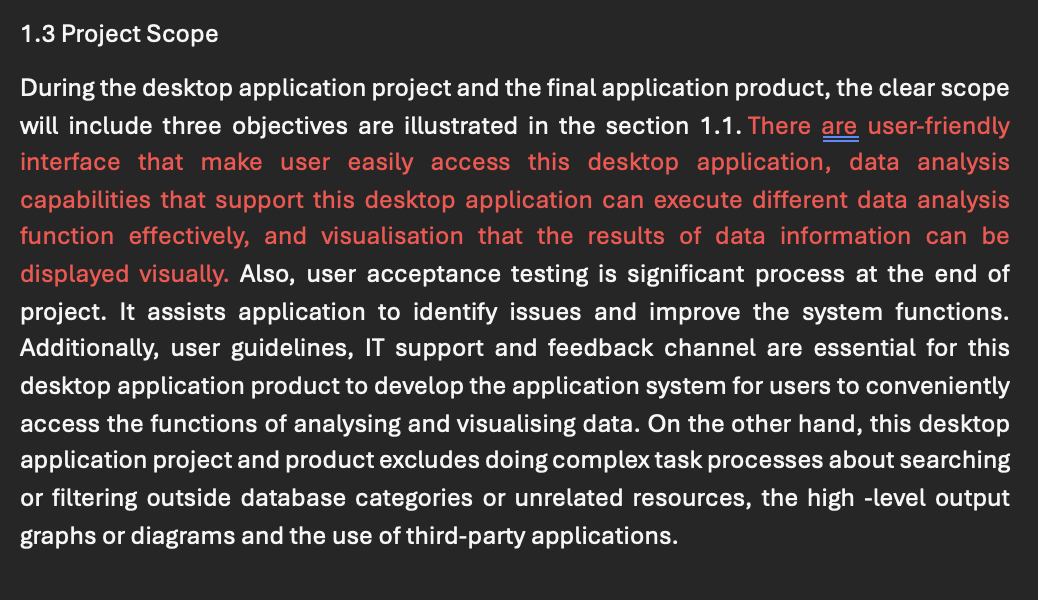 1.3 Project Scope
During the desktop application project and the final application product, the clear scope
will include three objectives are illustrated in the section 1.1. There are user-friendly
interface that make user easily access this desktop application, data analysis
capabilities that support this desktop application can execute different data analysis
function effectively, and visualisation that the results of data information can be
displayed visually. Also, user acceptance testing is significant process at the end of
project. It assists application to identify issues and improve the system functions.
Additionally, user guidelines, IT support and feedback channel are essential for this
desktop application product to develop the application system for users to conveniently
access the functions of analysing and visualising data. On the other hand, this desktop
application project and product excludes doing complex task processes about searching
or filtering outside database categories or unrelated resources, the high -level output
graphs or diagrams and the use of third-party applications.